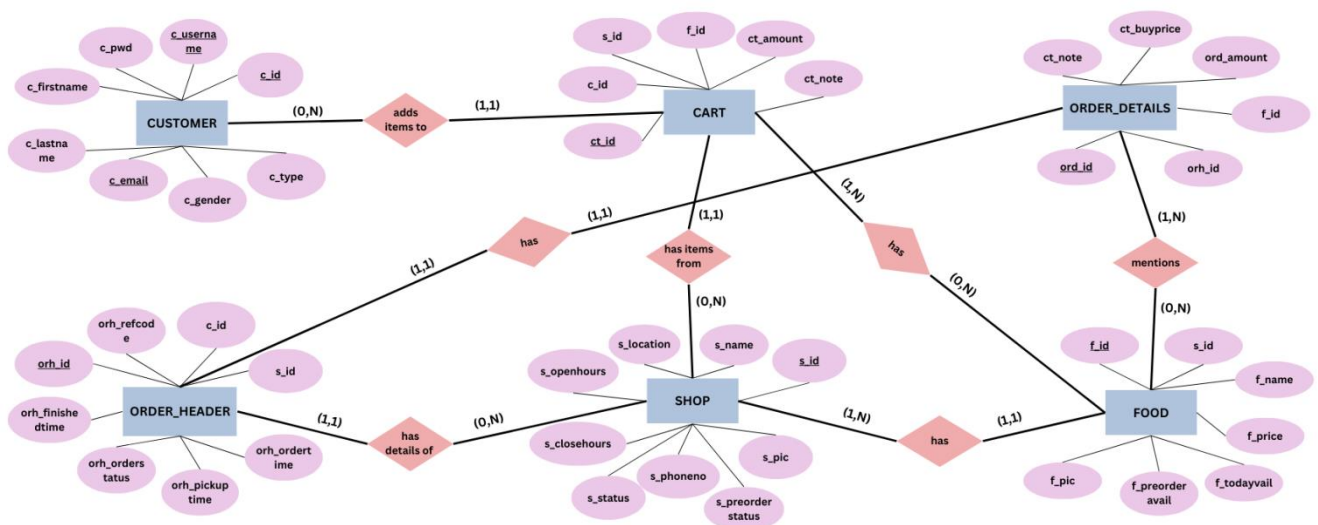 c_pwd
c_userna
me
c_id
c_firstname
CUSTOMER
c_lastna
me
c_email
c_gender
c_type
(0,N)
adds
items to
(1,1)
s_id
f_id
ct_amount
c_id
ct_note
CART
ct_id
ct_buyprice
ct_note
ord_amount
ORDER_DETAILS
f_id
ord_id
orh_id
(1,1)
has
(1,1)
(1,1)
has items
from
(0,N)
(1,N)
has
(0,N)
(1,N)
mentions
(0,N)
orh_refcod
e
c_id
orh_id
s_id
ORDER_HEADER
orh_finishe
dtime
orh_orders
tatus
orh_pickup
time
orh_ordert
ime
(1,1)
has
details of
(0,N)
s_location
s_name
s_openhours
s_id
SHOP
s_closehours
s_pic
s_status
s_phoneno
s_preorder
status
(1,N)
has
(1,1)
f_id
s_id
f_name
FOOD
f_price
f_pic
f_preorder
avail
f_todayvail